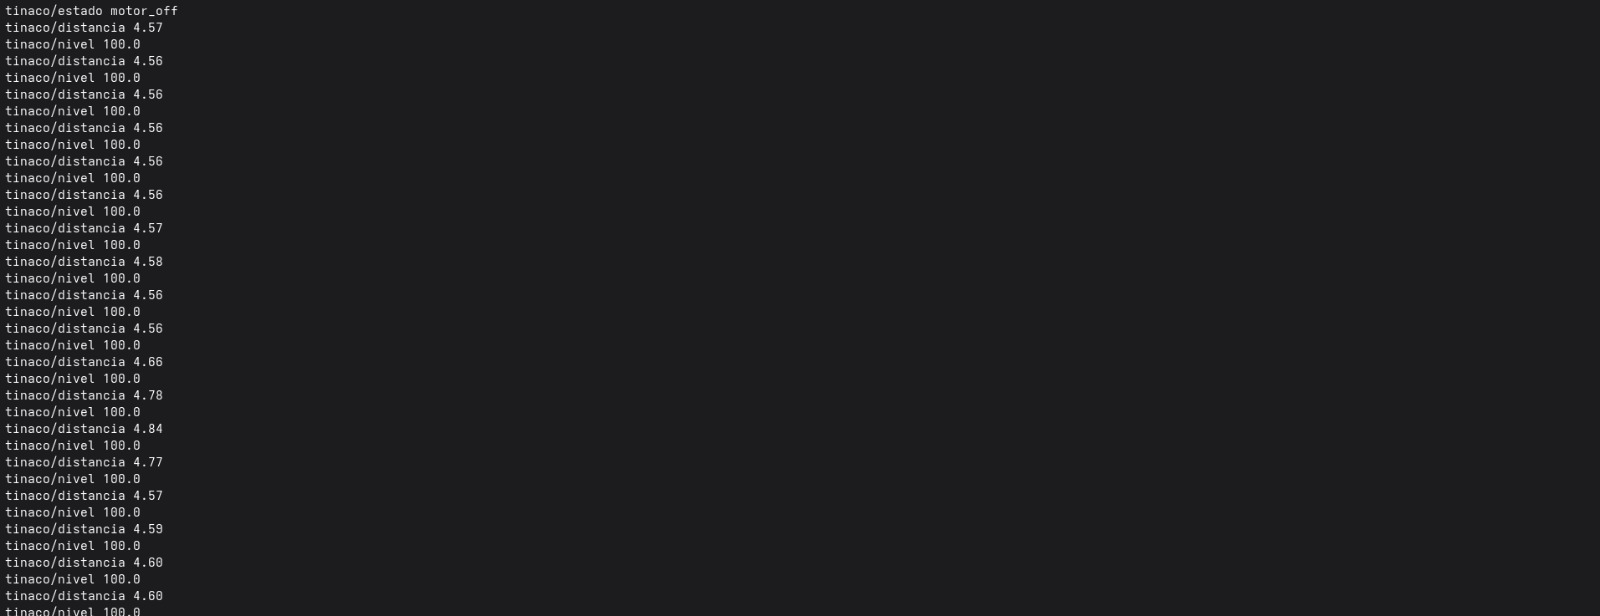 tinaco/estado motor_off
tinaco/distancia 4.57
tinaco/nivel 100.0
tinaco/distancia 4.56
tinaco/nivel 100.0
tinaco/distancia 4.56
tinaco/nivel 100.0
tinaco/distancia 4.56
tinaco/nivel 100.0
tinaco/distancia 4.56
tinaco/nivel 100.0
tinaco/distancia 4.56
tinaco/nivel 100.0
tinaco/distancia 4.57
tinaco/nivel 100.0
tinaco/distancia 4.58
tinaco/nivel 100.0
tinaco/distancia 4.56
tinaco/nivel 100.0
tinaco/distancia 4.56
tinaco/nivel 100.0
tinaco/distancia 4.66
tinaco/nivel 100.0
tinaco/distancia 4.78
tinaco/nivel 100.0
tinaco/distancia 4.84
tinaco/nivel 100.0
tinaco/distancia 4.77
tinaco/nivel 100.0
tinaco/distancia 4.57
tinaco/nivel 100.0
tinaco/distancia 4.59
tinaco/nivel 100.0
tinaco/distancia 4.60
tinaco/nivel 100.0
tinaco/distancia 4.60
tinaco/nivel 100.0